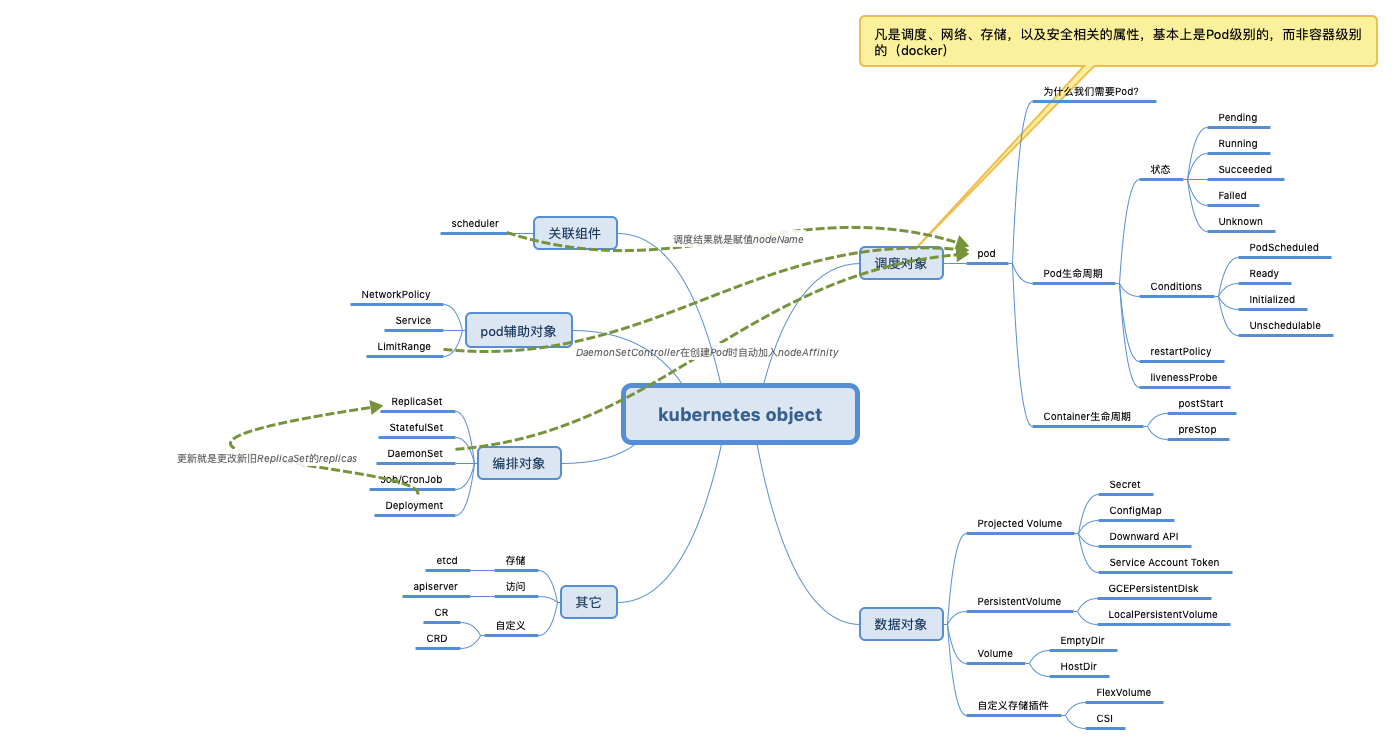 凡是调度、网络、存储，以及安全相关的属性，基本上是Pod级别的，而非容器级别
的（docker）
为什么我们需要Pod?
Pending
Running
状态
Succeeded
Failed
Unknown
scheduler
关联组件
调度结果就是赋值nodeName
调度对象
pod
Pod生命周期
PodScheduled
Ready
Conditions
Initialized
Unschedulable
restartPolicy
livenessProbe
Container生命周期
postStart
preStop
NetworkPolicy
Service
pod辅助对象
LimitRange
DaemonSetController在创建Pod时自动加入nodeAffinity
kubernetes object
ReplicaSet
StatefulSet
DaemonSet
编排对象
Job/CronJob
Deployment
更新就是更改新旧ReplicaSet的replicas
etcd
存储
apiserver
访问
其它
CR
自定义
CRD
数据对象
Projected Volume
Secret
ConfigMap
Downward API
Service Account Token
PersistentVolume
GCEPersistentDisk
LocalPersistentVolume
Volume
EmptyDir
HostDir
自定义存储插件
FlexVolume
CSI